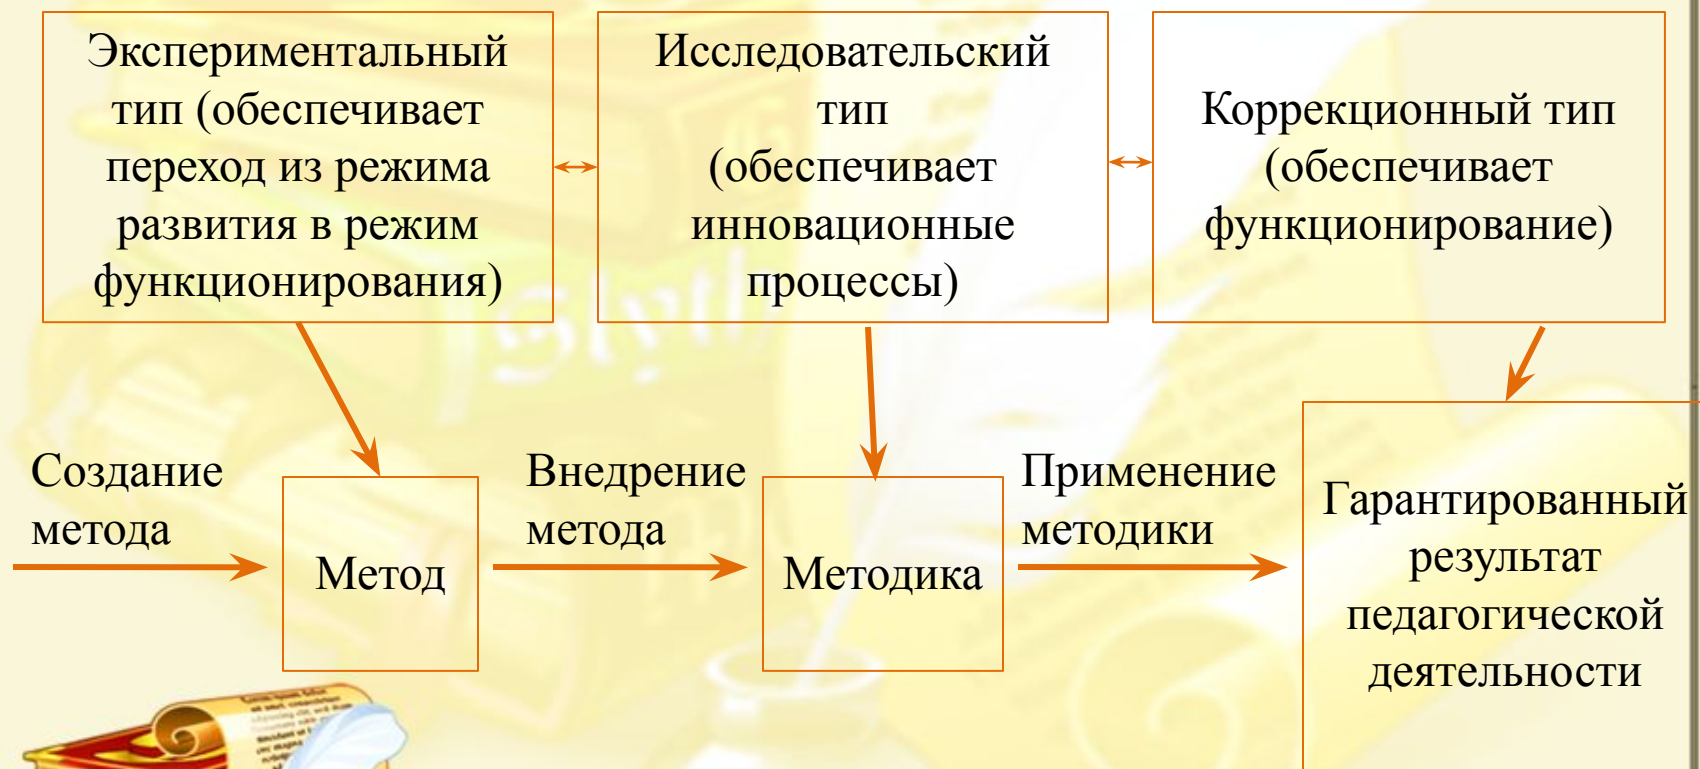 Экспериментальный
тип (обеспечивает
переход из режима
развития в режим
функционирования)
Исследовательский
тип
(обеспечивает
инновационные
процессы)
Коррекционный тип
(обеспечивает
функционирование)
Создание
метода
Метод
Внедрение
метода
Методика
Применение
методики
Гарантированный
результат
педагогической
деятельности